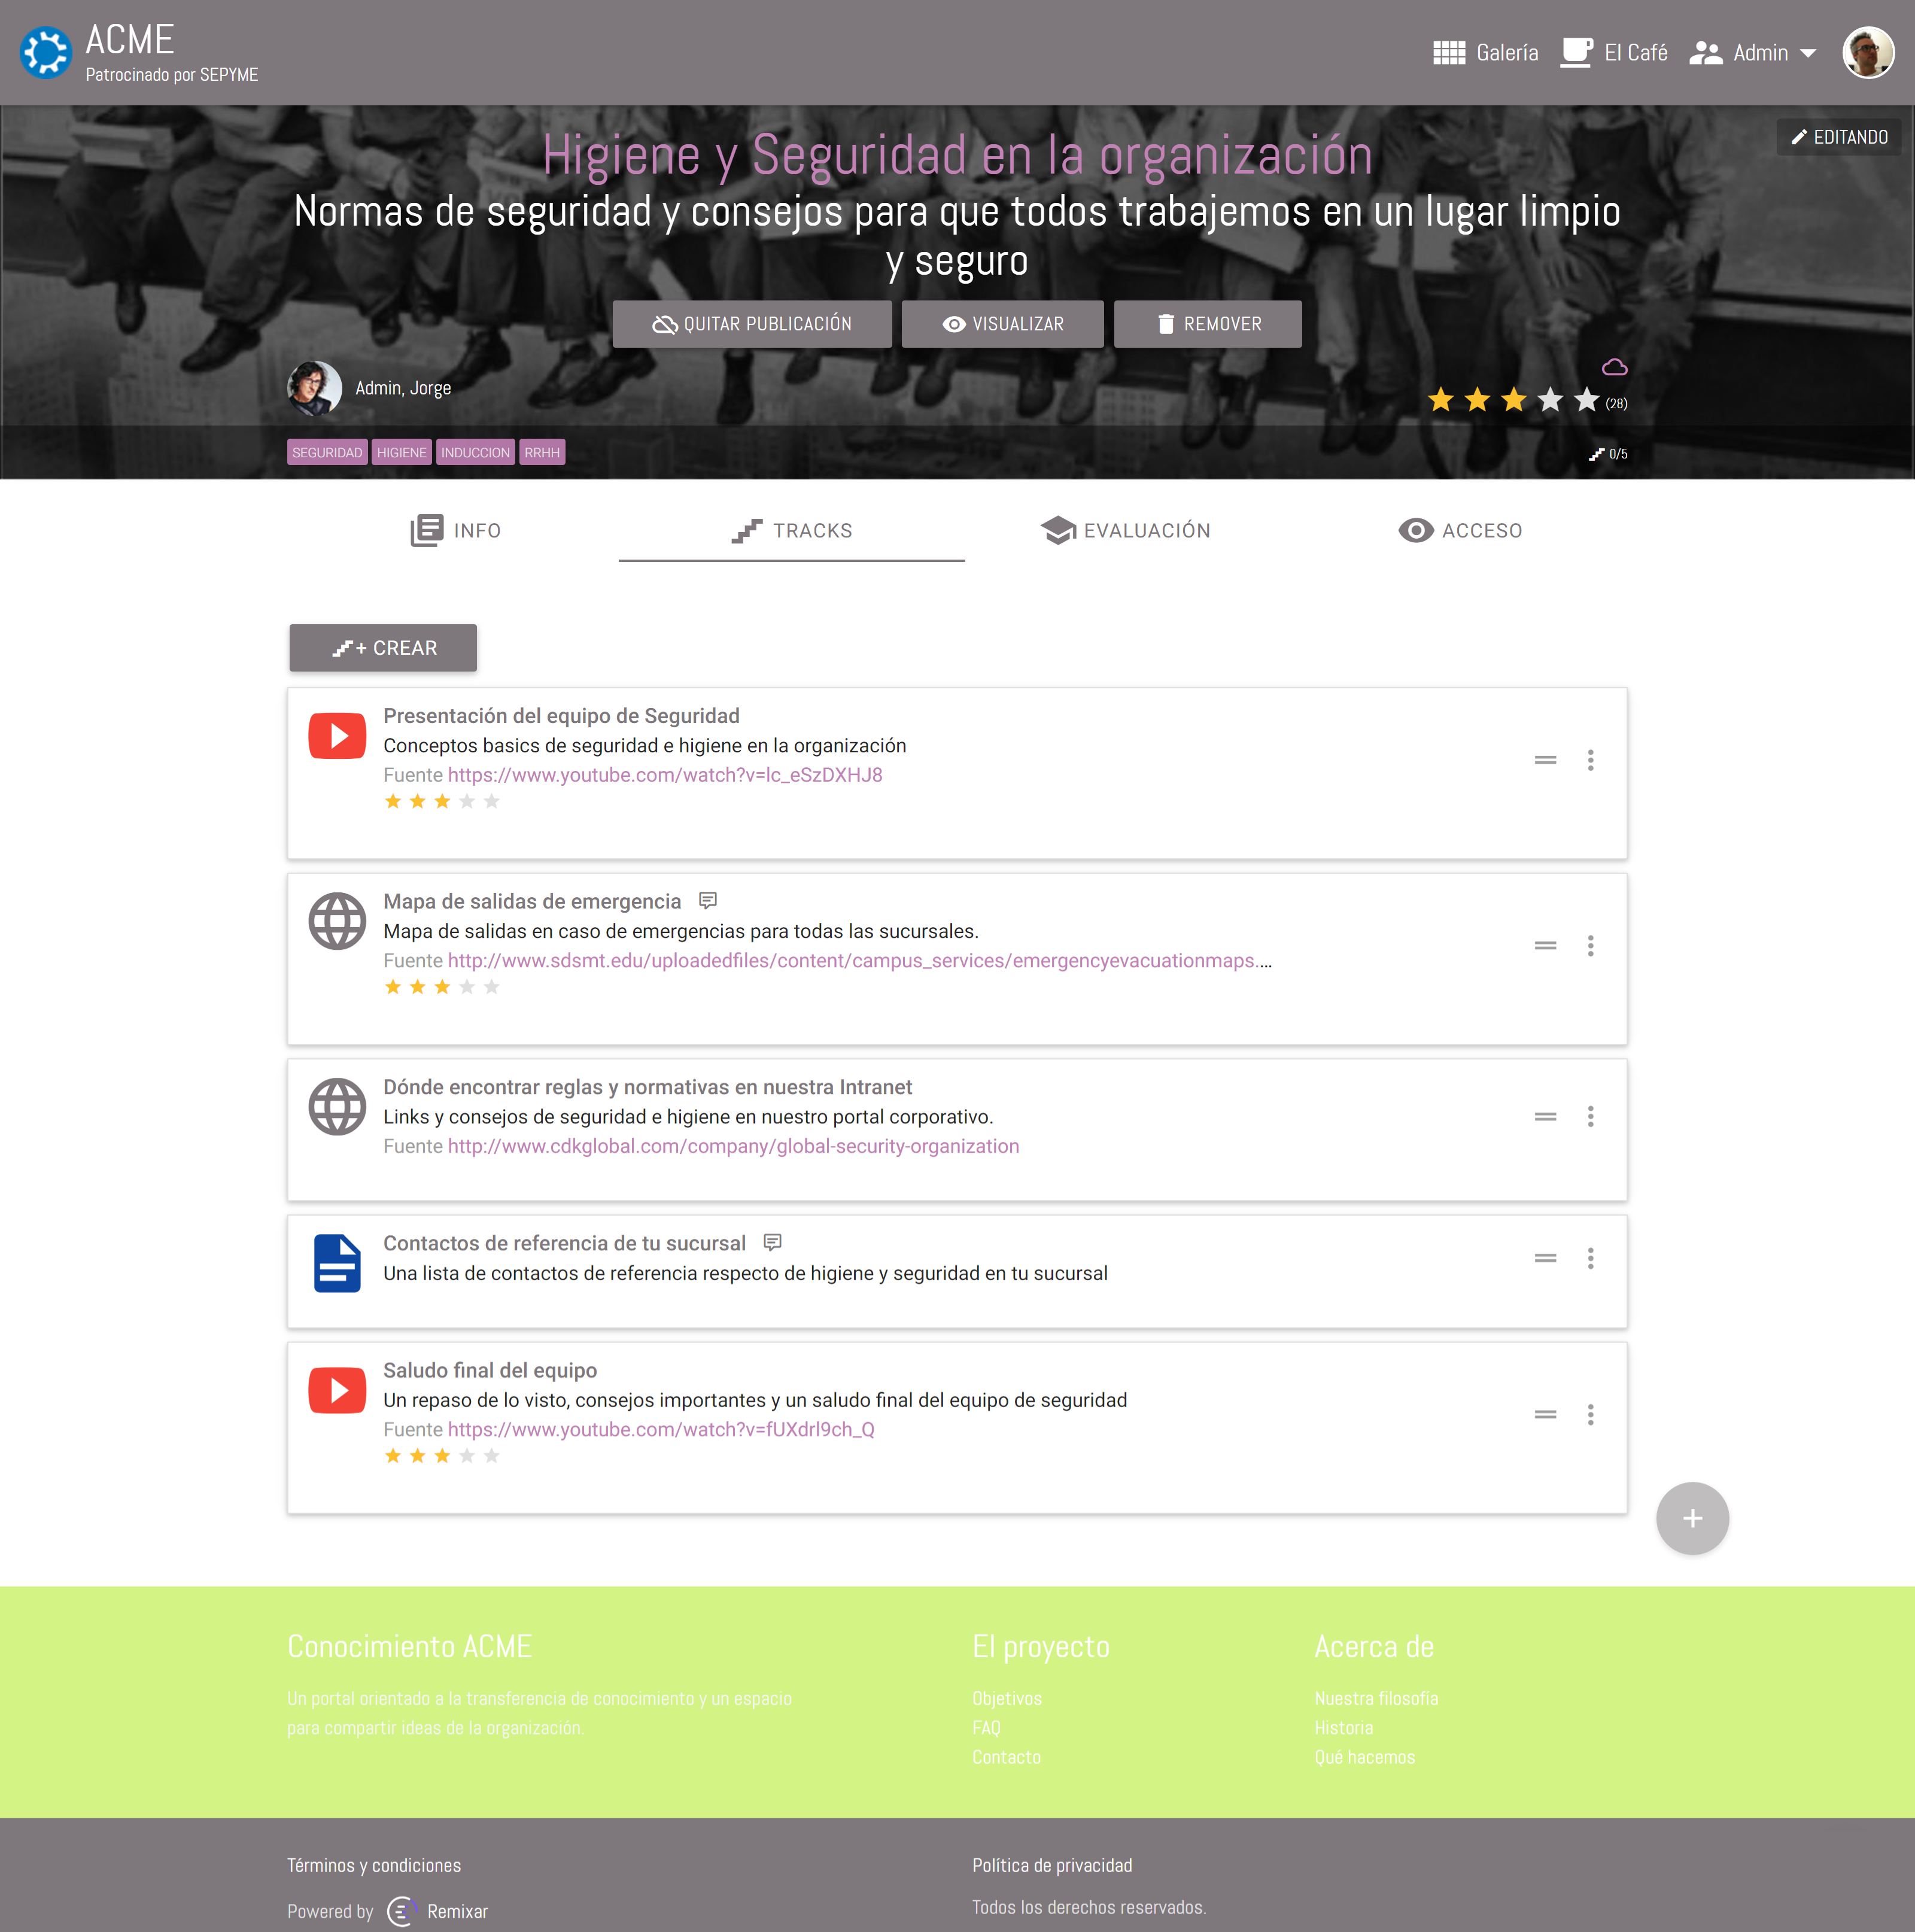 ACME
Patrocinado por SEPYME
Galería
El Café
Admin
EDITANDO
Higiene y Seguridad en la organización
Normas de seguridad y consejos para que todos trabajemos en un lugar limpio
y seguro
QUITAR PUBLICACIÓN
VISUALIZAR
REMOVER
Admin, Jorge
(28)
SEGURIDAD
HIGIENE
INDUCCION
RRHH
0/5
INFO
TRACKS
EVALUACIÓN
ACCESO
+ CREAR
Presentación del equipo de Seguridad
Conceptos basics de seguridad e higiene en la organización
Fuente https://www.youtube.com/watch?v=lc_eSzDXHJ8
Mapa de salidas de emergencia
Mapa de salidas en caso de emergencias para todas las sucursales.
Fuente http://www.sdsmt.edu/uploadedfiles/content/campus_services/emergencyevacuationmaps....
Dónde encontrar reglas y normativas en nuestra Intranet
Links y consejos de seguridad e higiene en nuestro portal corporativo.
Fuente http://www.cdkglobal.com/company/global-security-organization
Contactos de referencia de tu sucursal
Una lista de contactos de referencia respecto de higiene y seguridad en tu sucursal
Saludo final del equipo
Un repaso de lo visto, consejos importantes y un saludo final del equipo de seguridad
Fuente https://www.youtube.com/watch?v=fUXdrl9ch_Q
+
Conocimiento ACME
Un portal orientado a la transferencia de conocimiento y un espacio
para compartir ideas de la organización.
El proyecto
Objetivos
FAQ
Contacto
Acerca de
Nuestra filosofía
Historia
Qué hacemos
Términos y condiciones
Política de privacidad
Powered by Remixar
Todos los derechos reservados.